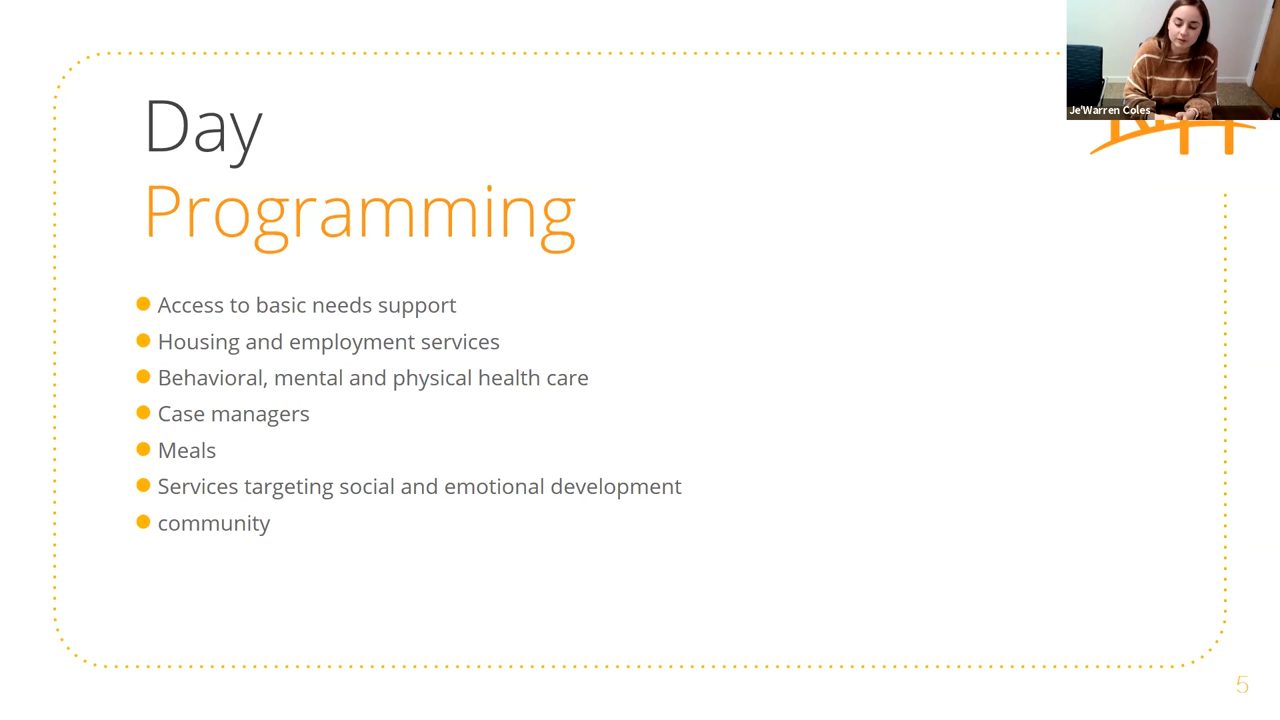 Day
Programming
Access to basic needs support
Housing and employment services
Behavioral, mental and physical health care
Case managers
Meals
Services targeting social and emotional development
community
Je'Warren Coles
5